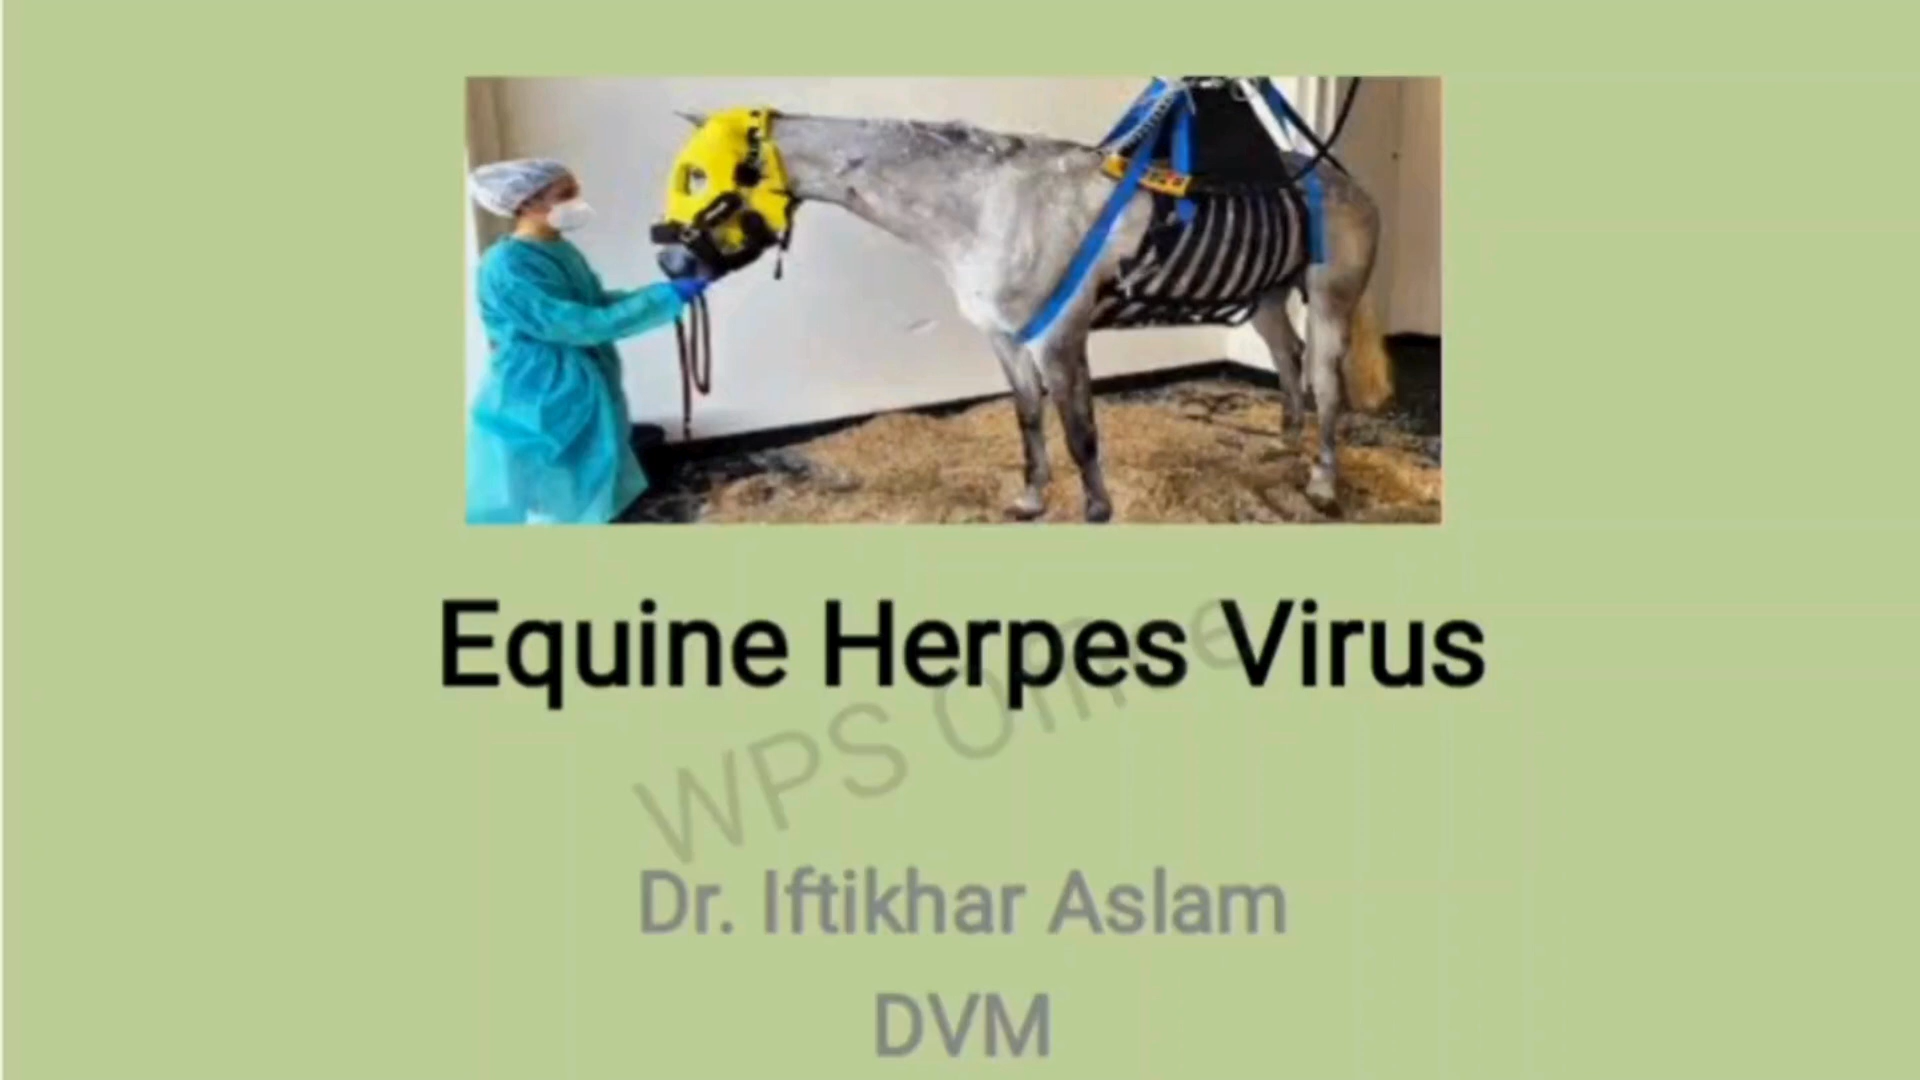 Equine Herpes Virus
WPS Office
Dr. Iftikhar Aslam
DVM